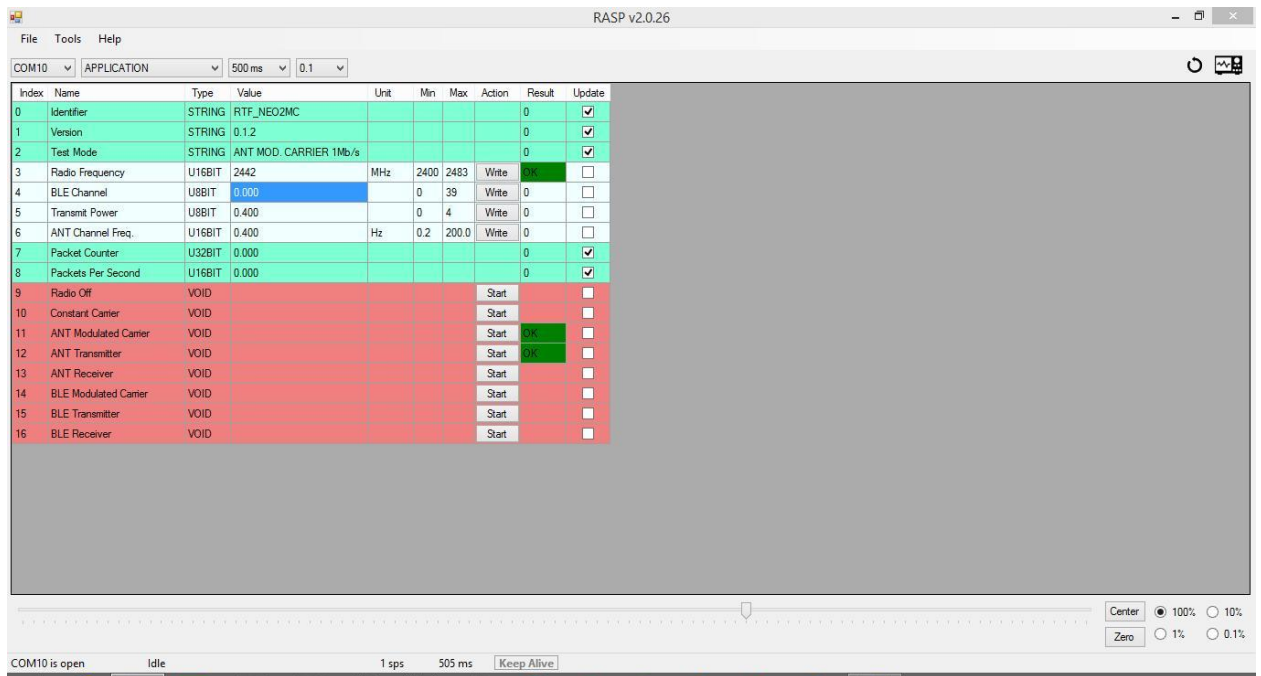 RASP v2.0.26
File Tools Help
COM10 APPLICATION 500 ms 0.1
Index Name Type Value Unit Min Max Action Result Update
0 Identifier STRING RTF_NEO2MC 0
1 Version STRING 0.1.2 0
2 Test Mode STRING ANT MOD. CARRIER 1Mb/s 0
3 Radio Frequency U16BIT 2442 MHz 2400 2483 Write OK
4 BLE Channel U8BIT 0.000 0 39 Write 0
5 Transmit Power U8BIT 0.400 0 4 Write 0
6 ANT Channel Freq. U16BIT 0.400 Hz 0.2 200.0 Write 0
7 Packet Counter U32BIT 0.000 0
8 Packets Per Second U16BIT 0.000 0
9 Radio Off VOID Start
10 Constant Carrier VOID Start
11 ANT Modulated Carrier VOID Start OK
12 ANT Transmitter VOID Start OK
13 ANT Receiver VOID Start
14 BLE Modulated Carrier VOID Start
15 BLE Transmitter VOID Start
16 BLE Receiver VOID Start
Center 100% 10%
Zero 1% 0.1%
COM10 is open Idle 1 sps 505 ms Keep Alive